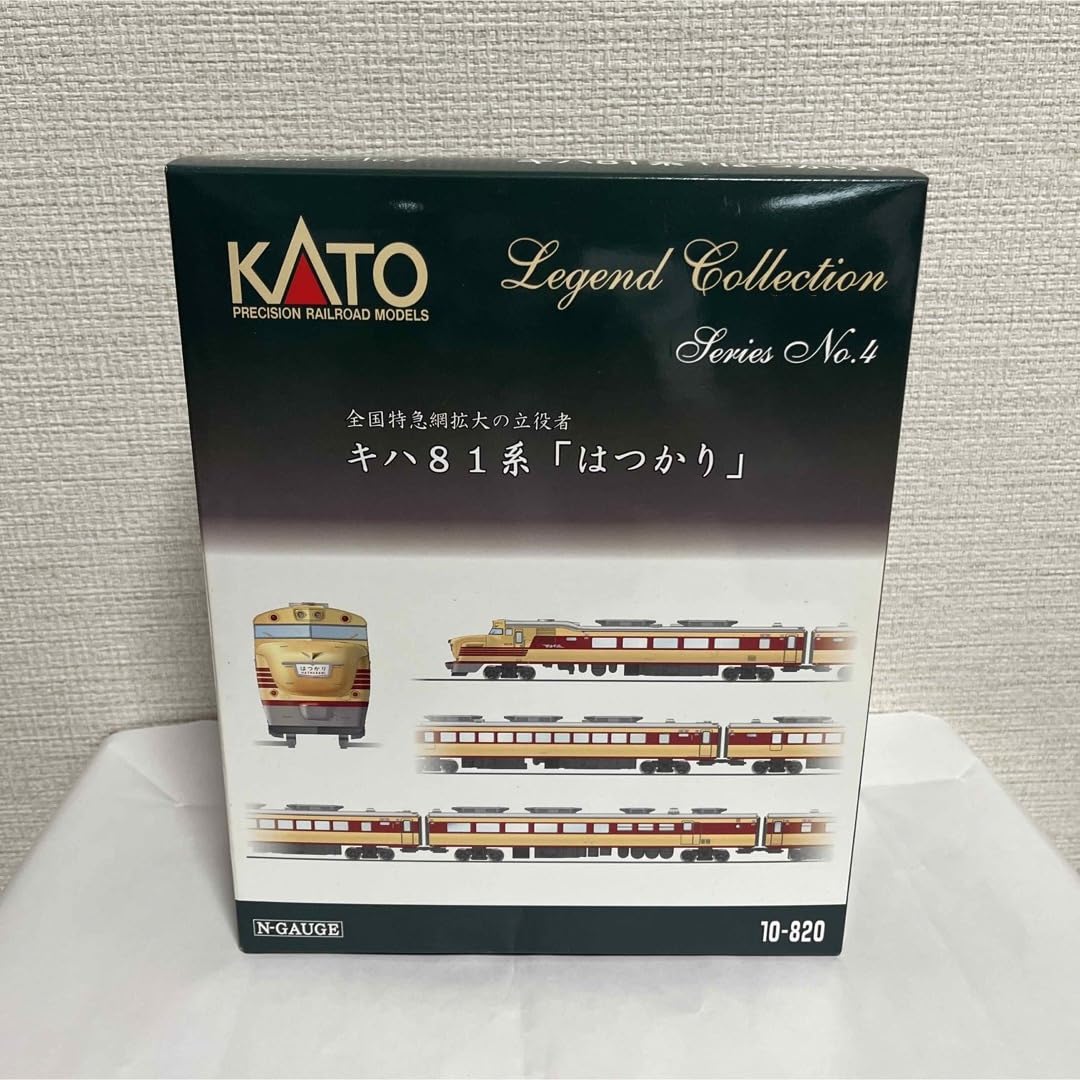 KATO
PRECISION RAILROAD MODELS
Legend Collection
Series No.4
全国特急網拡大の立役者
キハ81系「はつかり」
はつかり
N-GAUGE
10-820